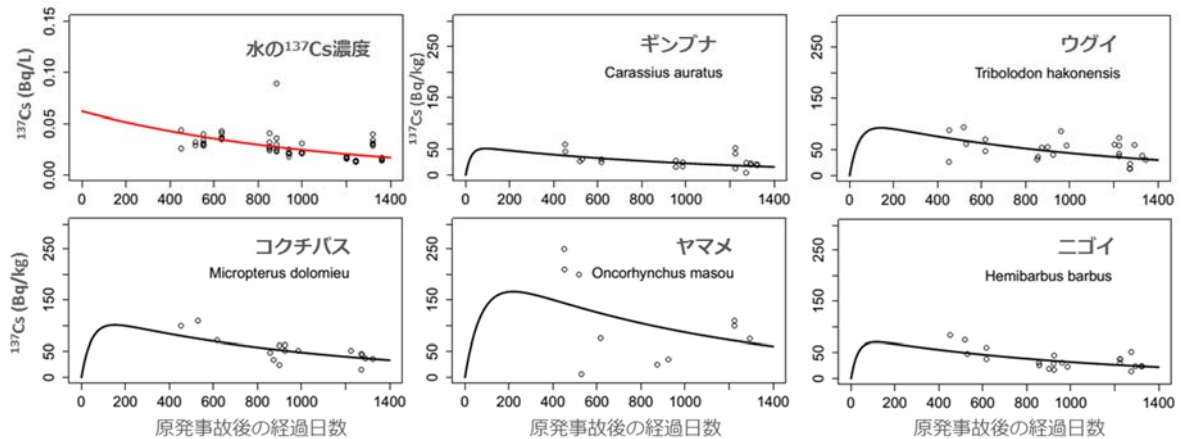 0.15
0.10
0.05
0.00
¹³⁷Cs (Bq/L)
水の¹³⁷Cs濃度
0 200 400 600 800 1000 1200 1400
250
150
50
0
¹³⁷Cs (Bq/kg)
ギンブナ
Carassius auratus
0 200 400 600 800 1000 1200 1400
250
150
50
0
ウグイ
Tribolodon hakonensis
0 200 400 600 800 1000 1200 1400
250
150
50
0
¹³⁷Cs (Bq/kg)
コクチバス
Micropterus dolomieu
0 200 400 600 800 1000 1200 1400
原発事故後の経過日数
250
150
50
0
ヤマメ
Oncorhynchus masou
0 200 400 600 800 1000 1200 1400
原発事故後の経過日数
250
150
50
0
ニゴイ
Hemibarbus barbus
0 200 400 600 800 1000 1200 1400
原発事故後の経過日数